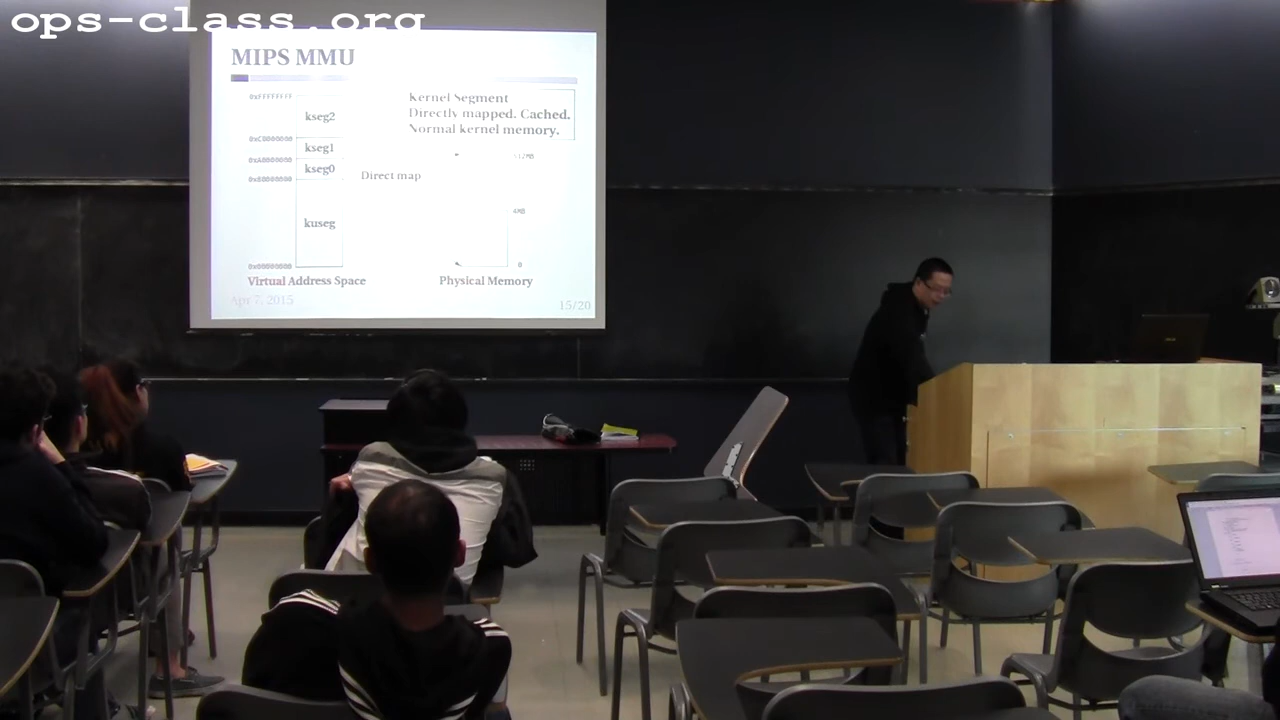 ops-class.org
MIPS MMU
0xFFFFFFFF
Kernel Segment
kseg2
Directly mapped. Cached.
Normal kernel memory.
0xC0000000
kseg1
0xA0000000
512MB
kseg0
Direct map
0x80000000
4MB
kuseg
0x00000000
0
Virtual Address Space
Physical Memory
Apr 7, 2015
15/20